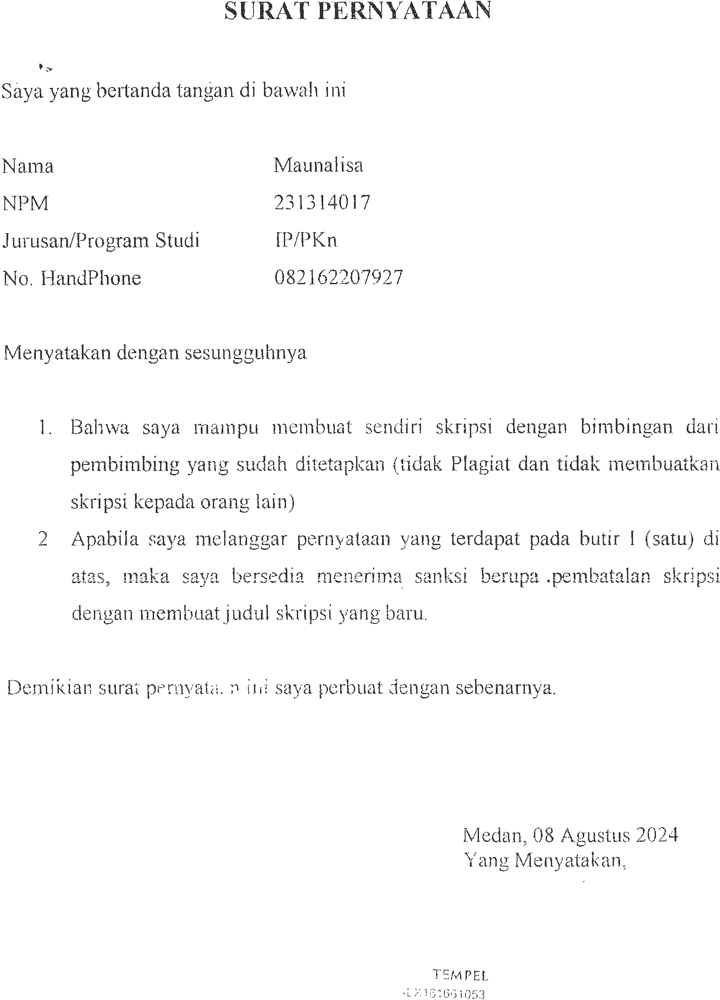 SURAT PERNYATAAN
Saya yang bertanda tangan di bawah ini
Nama Maunalisa
NPM 231314017
Jurusan/Program Studi IP/PKn
No. HandPhone 082162207927
Menyatakan dengan sesungguhnya
1. Bahwa saya mampu membuat sendiri skripsi dengan bimbingan dari
pembimbing yang sudah ditetapkan (tidak Plagiat dan tidak membuatkan
skripsi kepada orang lain)
2 Apabila saya melanggar pernyataan yang terdapat pada butir I (satu) di
atas, maka saya bersedia menerima sanksi berupa .pembatalan skripsi
dengan membuat judul skripsi yang baru.
Demikian surat pernyataan ini saya perbuat dengan sebenarnya.
Medan, 08 Agustus 2024
Yang Menyatakan,
TEMPEL